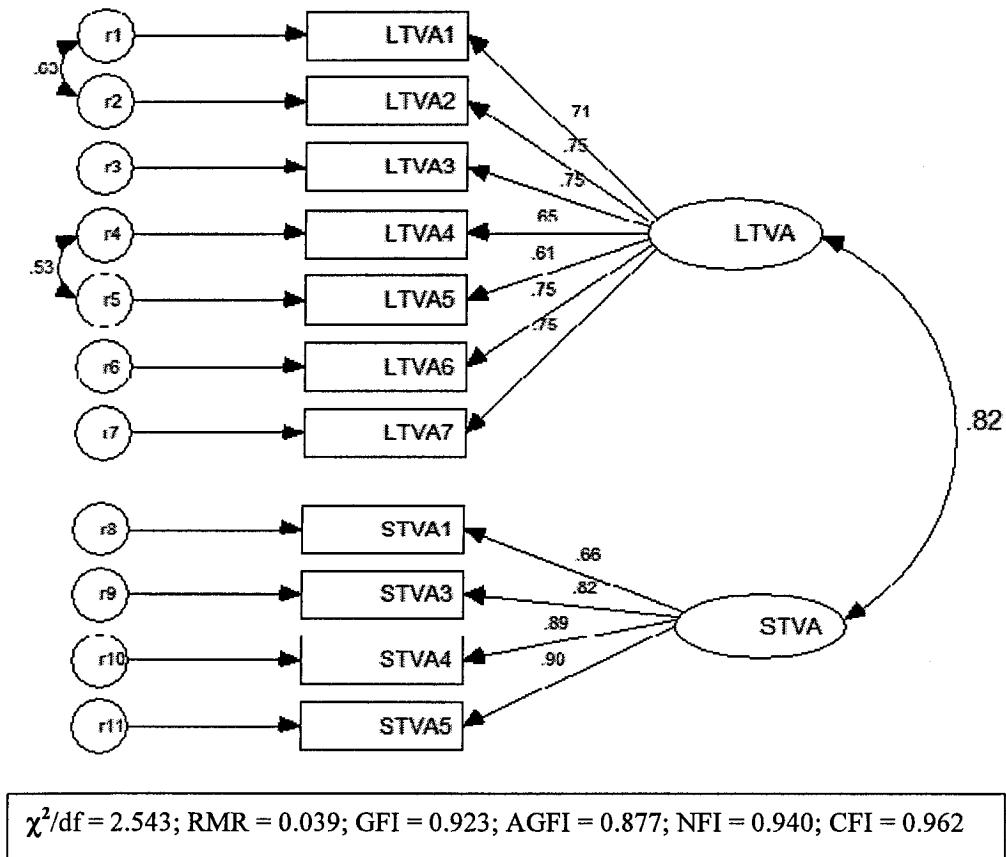 r1 LTVA1
r2 LTVA2
r3 LTVA3
r4 LTVA4
.53
r5 LTVA5
r6 LTVA6
r7 LTVA7
71
.75
.75
.65
.61
.75
.75
LTVA
.82
r8 STVA1
r9 STVA3
r10 STVA4
r11 STVA5
.66
.82
.89
.90
STVA
χ²/df = 2.543; RMR = 0.039; GFI = 0.923; AGFI = 0.877; NFI = 0.940; CFI = 0.962